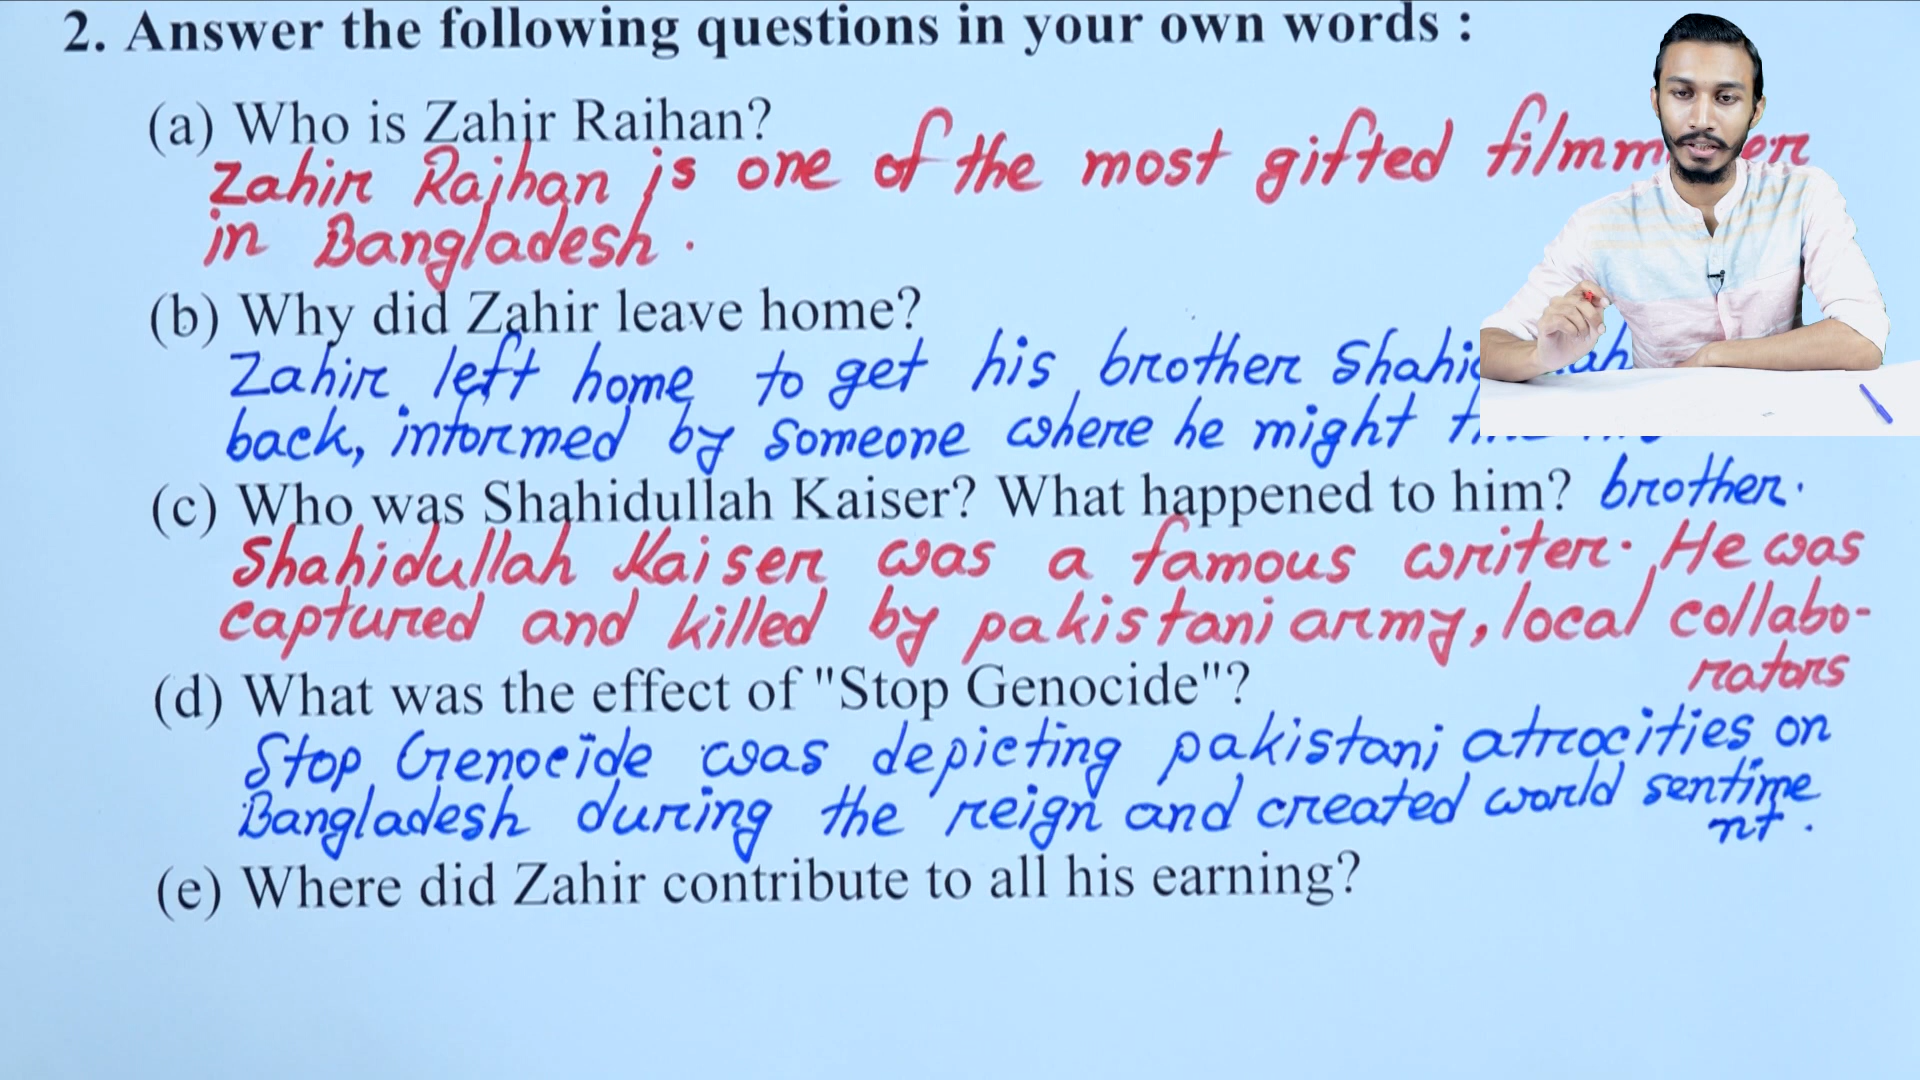 2. Answer the following questions in your own words :
(a) Who is Zahir Raihan?
Zahir Raihan is one of the most gifted
in Bangladesh.
(b) Why did Zahir leave home?
Zahir left home to get his brother
back, informed by someone where he might
(c) Who was Shahidullah Kaiser? What happened to him? brother.
Shahidullah Kaiser was a famous writer. He was
captured and killed by pakistani army, local collabo-
rators
(d) What was the effect of "Stop Genocide"?
Stop Genocide was depicting pakistani atrocities on
Bangladesh during the reign and created world sentime
nt.
(e) Where did Zahir contribute to all his earning?